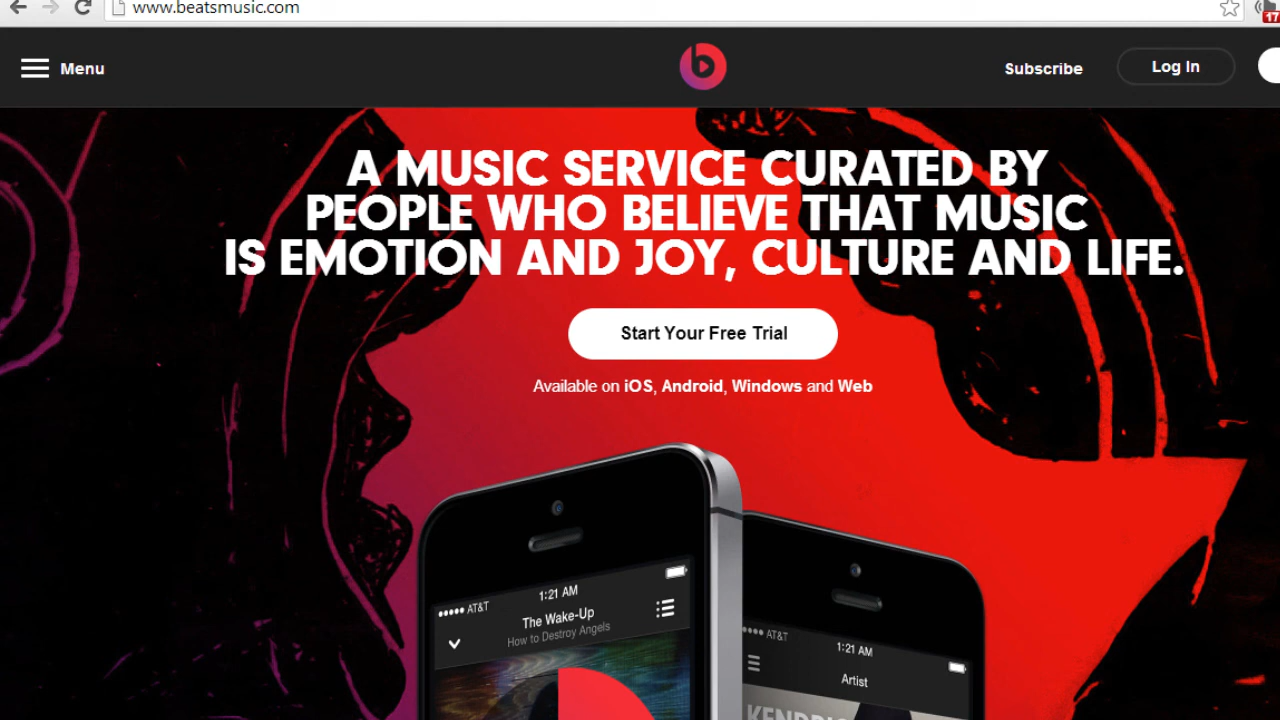 www.beatsmusic.com
17
Menu
b
Subscribe
Log In
A MUSIC SERVICE CURATED BY
PEOPLE WHO BELIEVE THAT MUSIC
IS EMOTION AND JOY, CULTURE AND LIFE.
Start Your Free Trial
Available on iOS, Android, Windows and Web
AT&T
1:21 AM
The Wake-Up
How to Destroy Angels
AT&T
1:21 AM
Artist